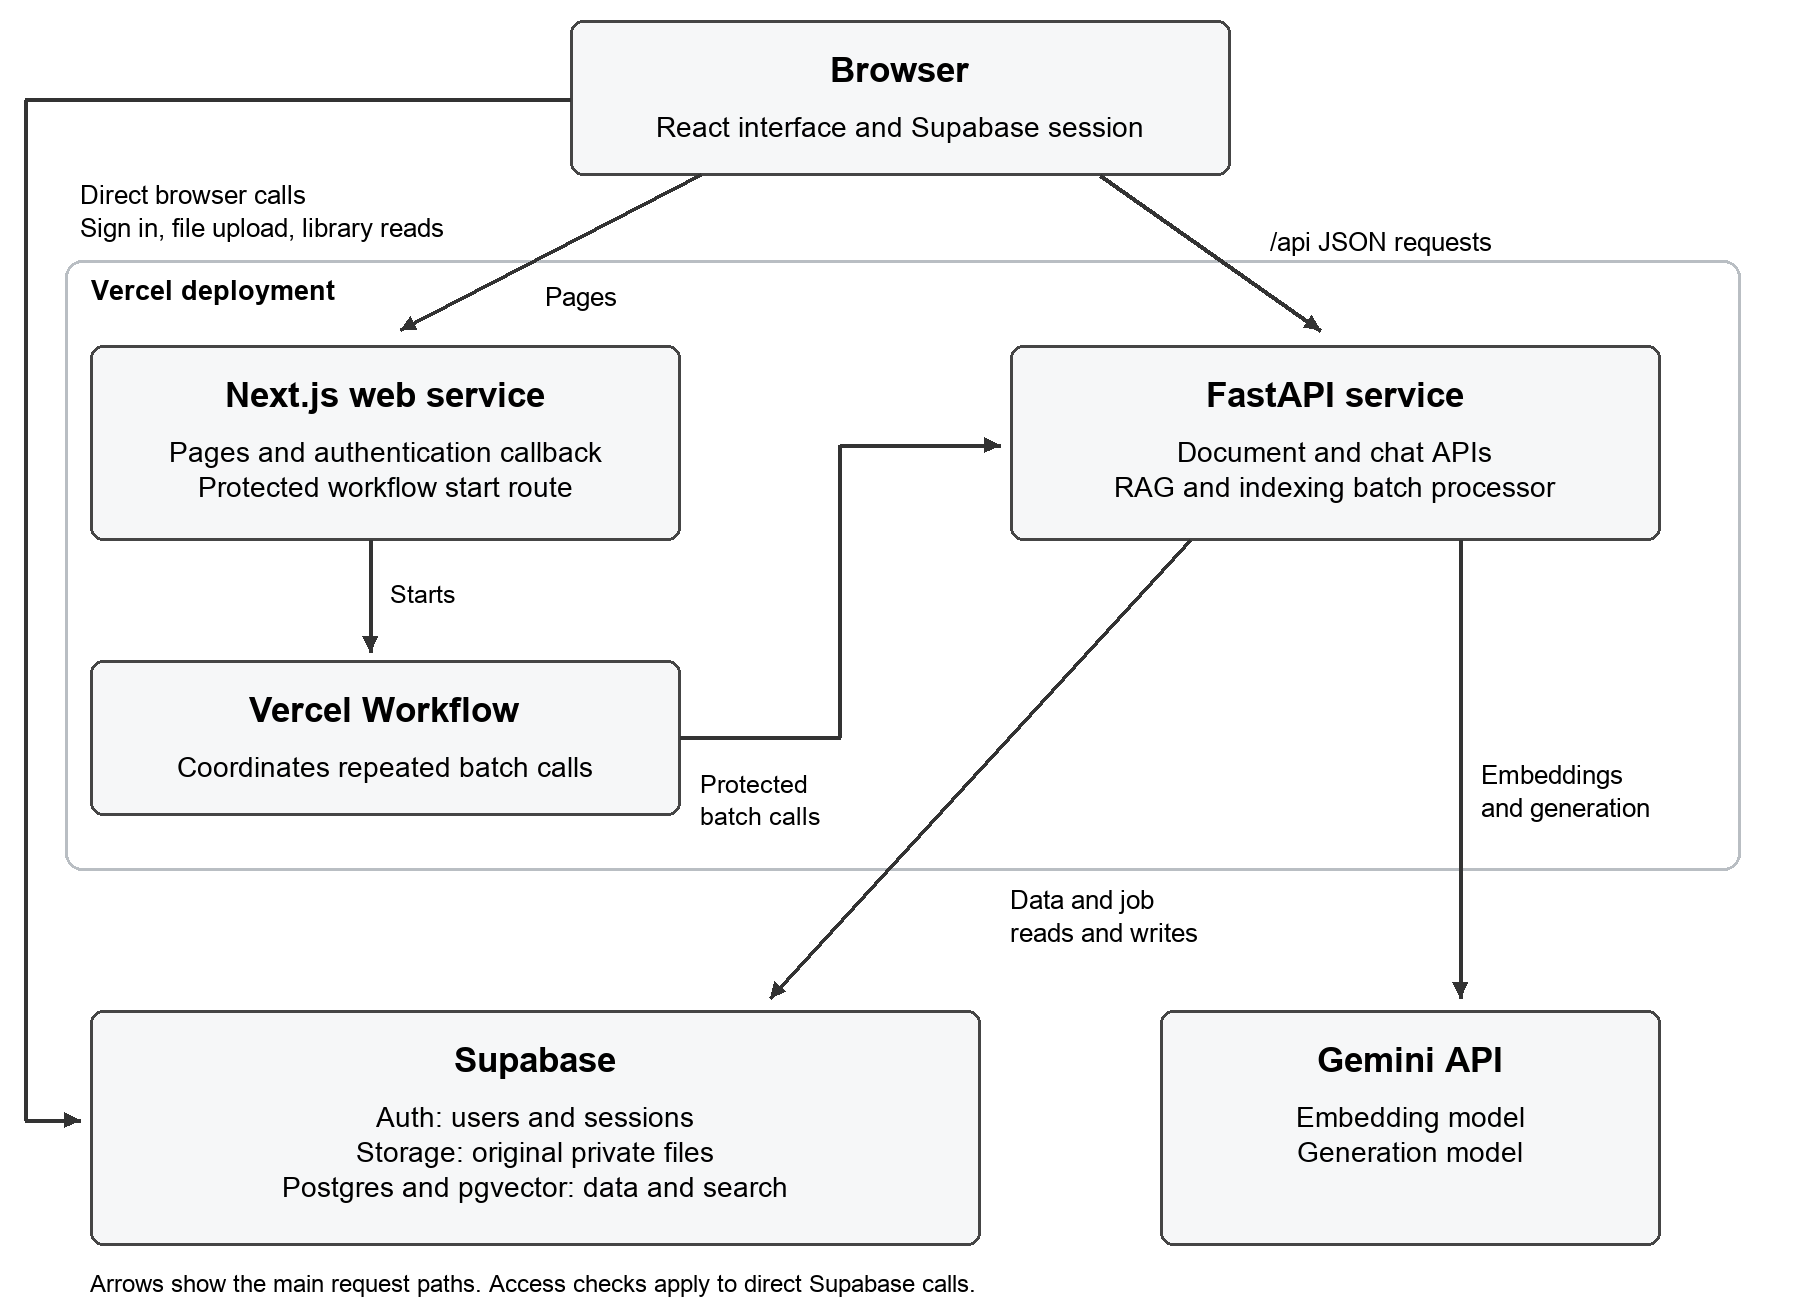 Browser
React interface and Supabase session
Direct browser calls
Sign in, file upload, library reads
/api JSON requests
Vercel deployment
Pages
Next.js web service
Pages and authentication callback
Protected workflow start route
FastAPI service
Document and chat APIs
RAG and indexing batch processor
Starts
Vercel Workflow
Coordinates repeated batch calls
Protected
batch calls
Embeddings
and generation
Data and job
reads and writes
Supabase
Auth: users and sessions
Storage: original private files
Postgres and pgvector: data and search
Gemini API
Embedding model
Generation model
Arrows show the main request paths. Access checks apply to direct Supabase calls.